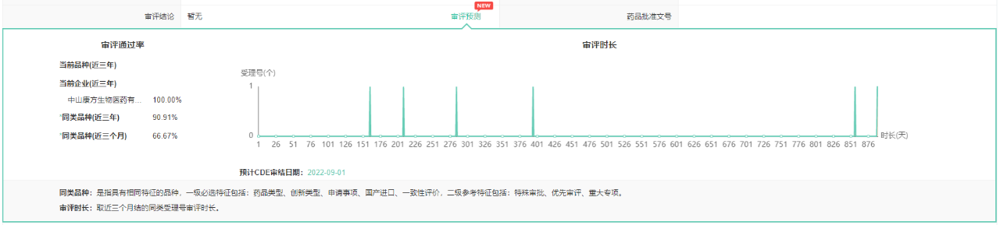 NEW
审评结论 暂无 审评预测 药品批准文号
审评通过率
当前品种(近三年)
当前企业(近三年)
中山康方生物医药有... 100.00%
*同类品种(近三年) 90.91%
*同类品种(近三个月) 66.67%
审评时长
受理号(个)
1
0
1 26 51 76 101 126 151 176 201 226 251 276 301 326 351 376 401 426 451 476 501 526 551 576 601 626 651 676 701 726 751 776 801 826 851 876
时长(天)
预计CDE审结日期：2022-09-01
同类品种：是指具有相同特征的品种，一级必选特征包括：药品类型、创新类型、申请事项、国产进口、一致性评价，二级参考特征包括：特殊审批、优先审评、重大专项。
审评时长：取近三个月结的同类受理号审评时长。